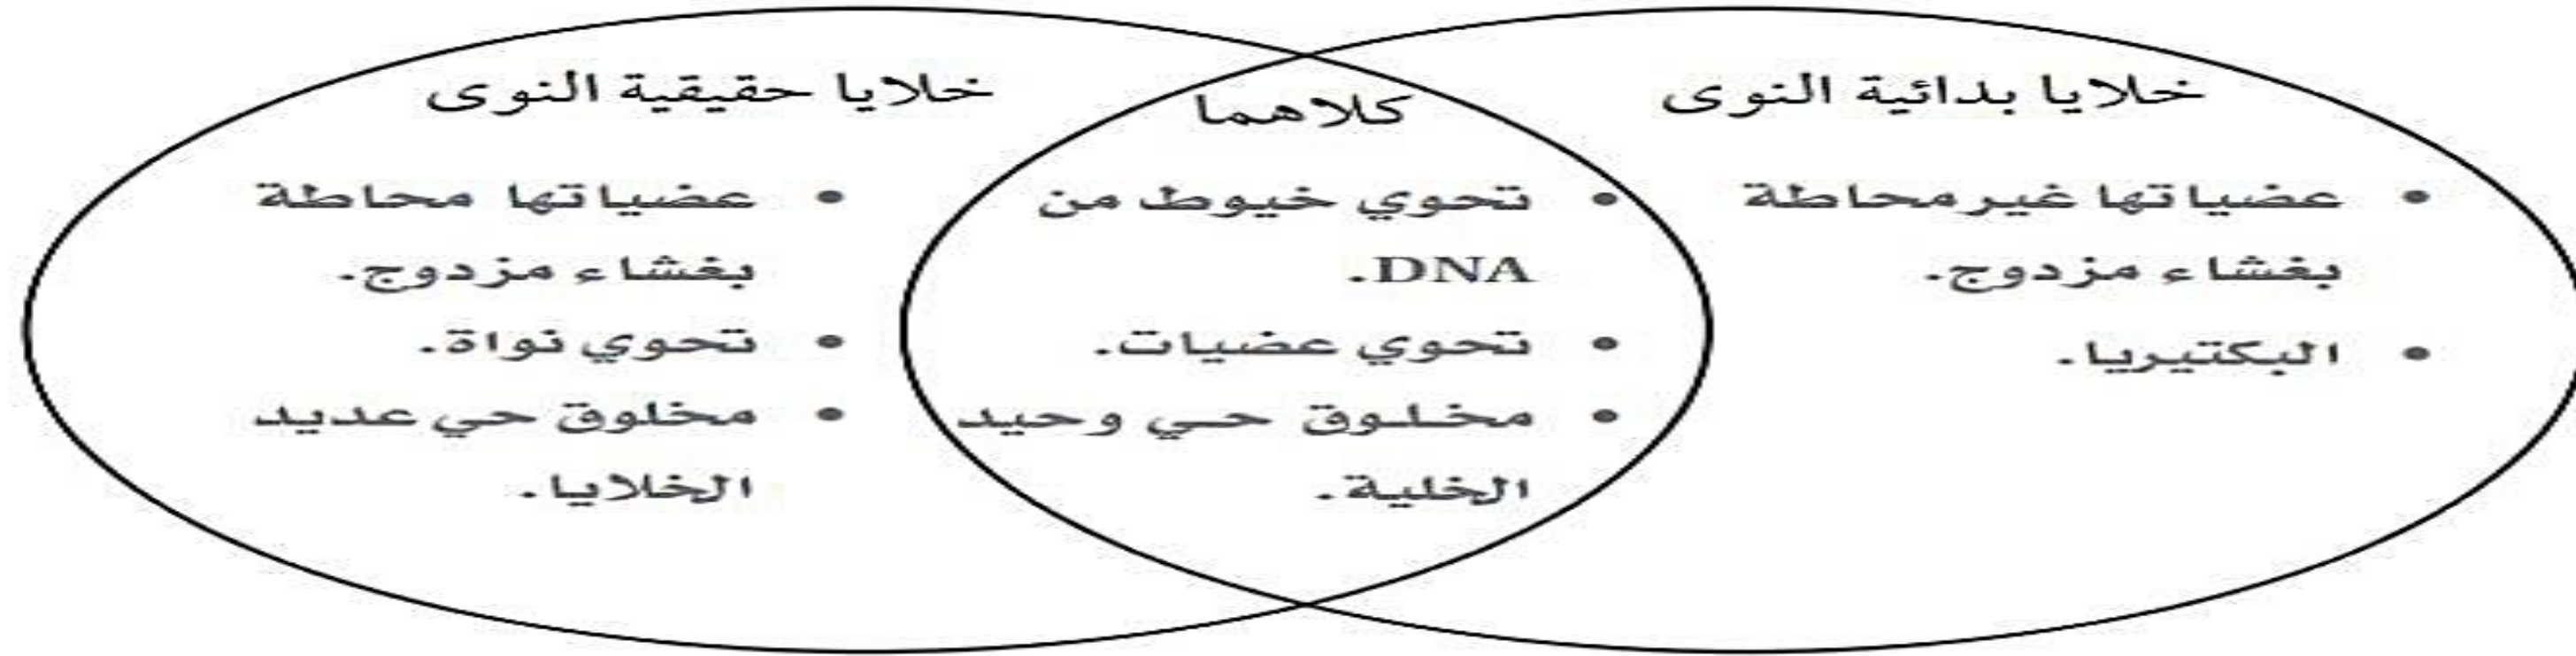 خلايا بدائية النوى
• عضياتها غير محاطة
بغشاء مزدوج.
• البكتيريا.
كلاهما
• تحوي خيوط من
DNA.
• تحوي عضيات.
• مخلوق حي وحيد
الخلية.
خلايا حقيقية النوى
• عضياتها محاطة
بغشاء مزدوج.
• تحوي نواة.
• مخلوق حي عديد
الخلايا.